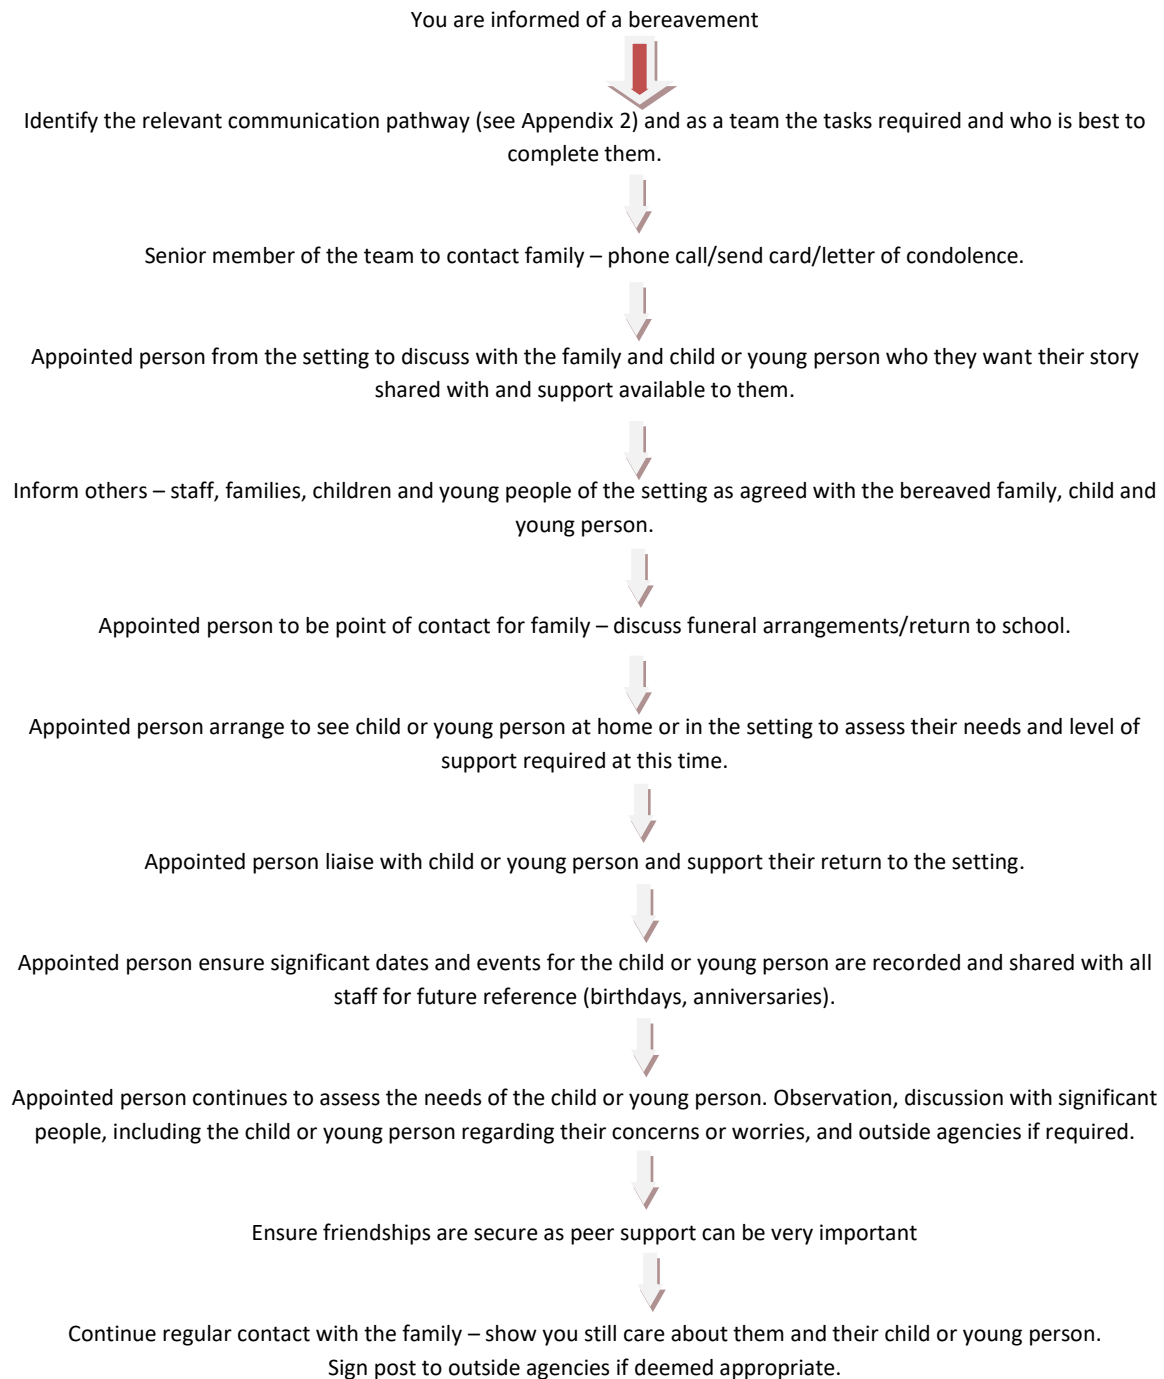 You are informed of a bereavement
Identify the relevant communication pathway (see Appendix 2) and as a team the tasks required and who is best to
complete them.
Senior member of the team to contact family – phone call/send card/letter of condolence.
Appointed person from the setting to discuss with the family and child or young person who they want their story
shared with and support available to them.
Inform others – staff, families, children and young people of the setting as agreed with the bereaved family, child and
young person.
Appointed person to be point of contact for family – discuss funeral arrangements/return to school.
Appointed person arrange to see child or young person at home or in the setting to assess their needs and level of
support required at this time.
Appointed person liaise with child or young person and support their return to the setting.
Appointed person ensure significant dates and events for the child or young person are recorded and shared with all
staff for future reference (birthdays, anniversaries).
Appointed person continues to assess the needs of the child or young person. Observation, discussion with significant
people, including the child or young person regarding their concerns or worries, and outside agencies if required.
Ensure friendships are secure as peer support can be very important
Continue regular contact with the family – show you still care about them and their child or young person.
Sign post to outside agencies if deemed appropriate.